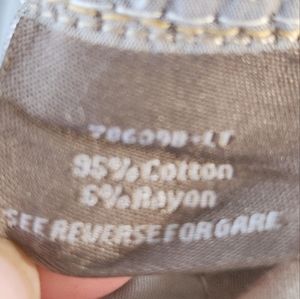 95% Cotton
5% Rayon
SEE REVERSE FOR CARE